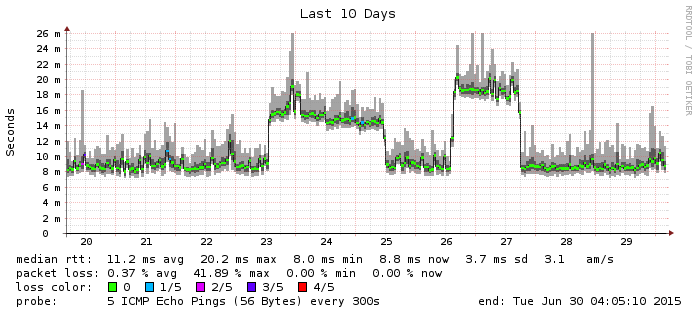 Last 10 Days
RRDTOOL / TOBI OETIKER
Seconds
26 m
24 m
22 m
20 m
18 m
16 m
14 m
12 m
10 m
8 m
6 m
4 m
2 m
0
20 21 22 23 24 25 26 27 28 29
median rtt: 11.2 ms avg 20.2 ms max 8.0 ms min 8.8 ms now 3.7 ms sd 3.1 am/s
packet loss: 0.37 % avg 41.89 % max 0.00 % min 0.00 % now
loss color: 0 1/5 2/5 3/5 4/5
probe: 5 ICMP Echo Pings (56 Bytes) every 300s end: Tue Jun 30 04:05:10 2015